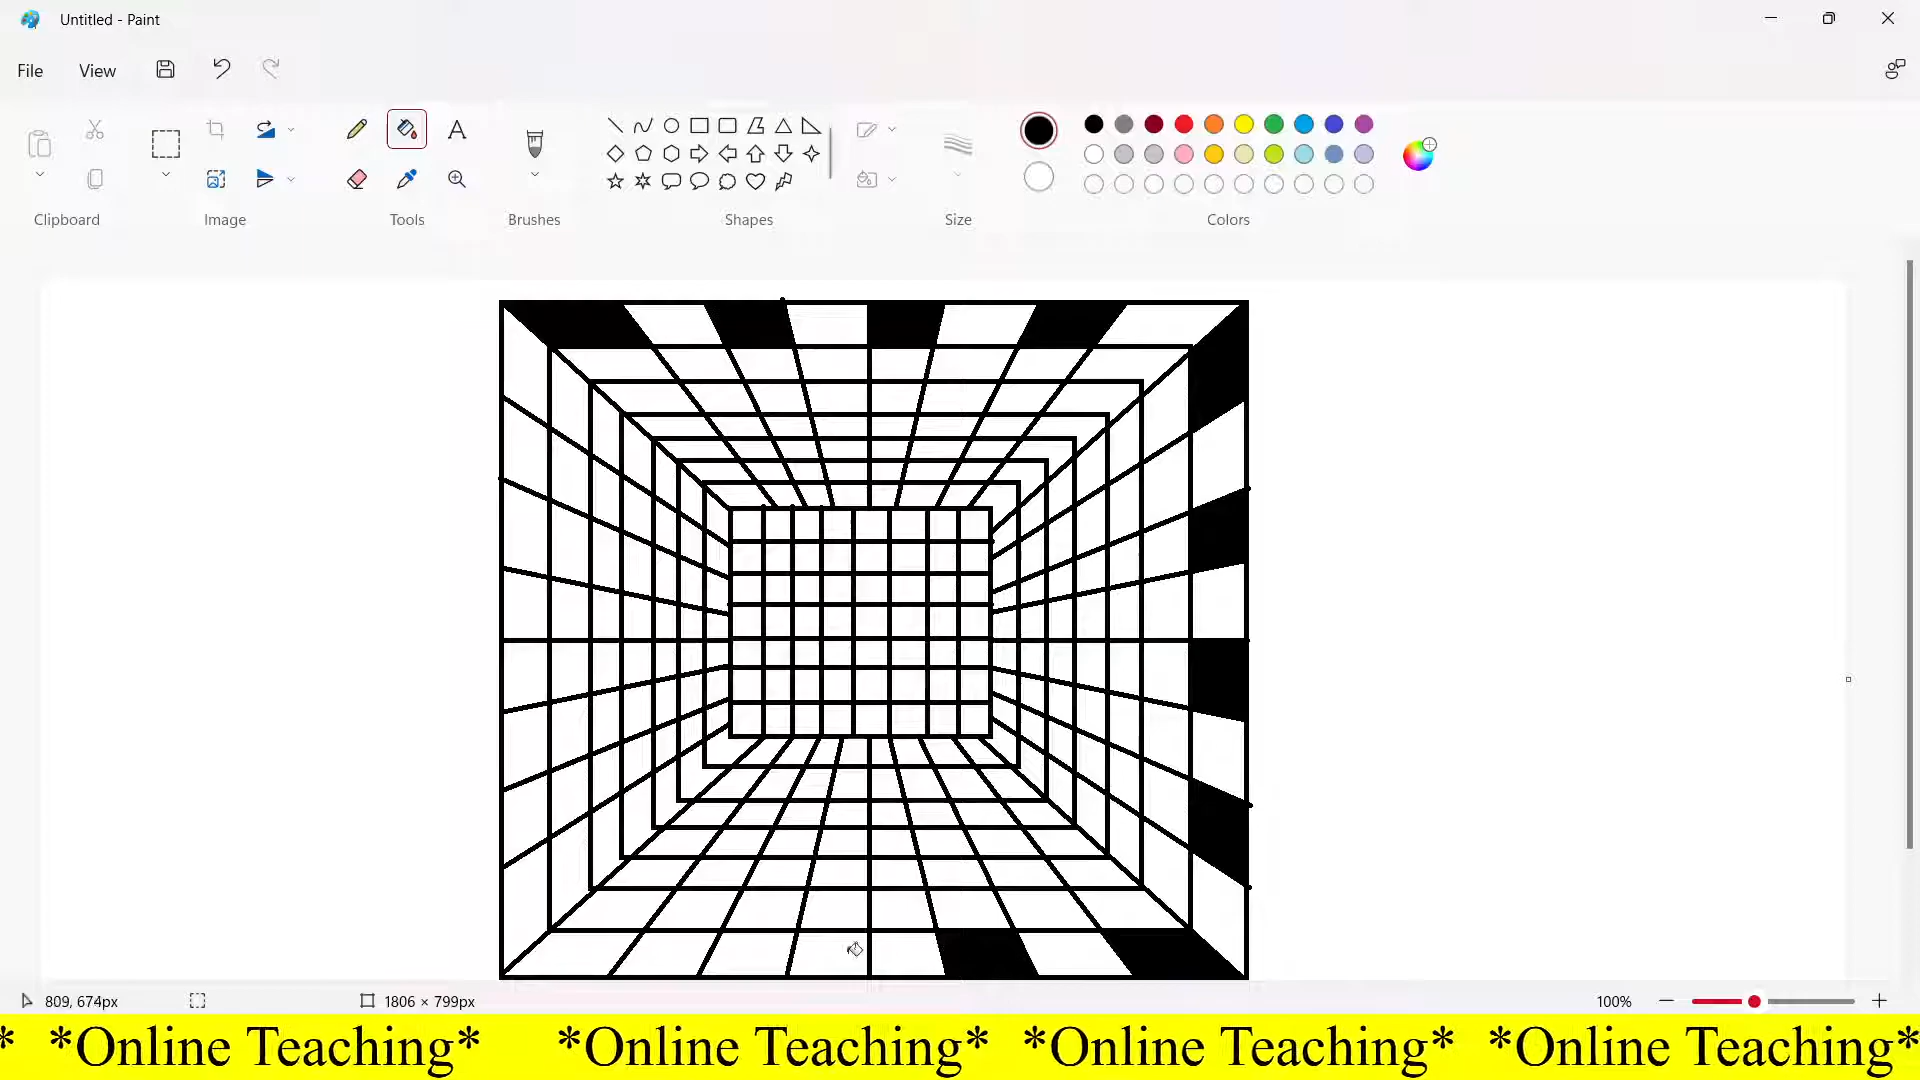 Untitled - Paint
File View
Clipboard Image Tools Brushes Shapes Size Colors
809, 674px 1806 × 799px 100%
* *Online Teaching* *Online Teaching* *Online Teaching* *Online Teaching*